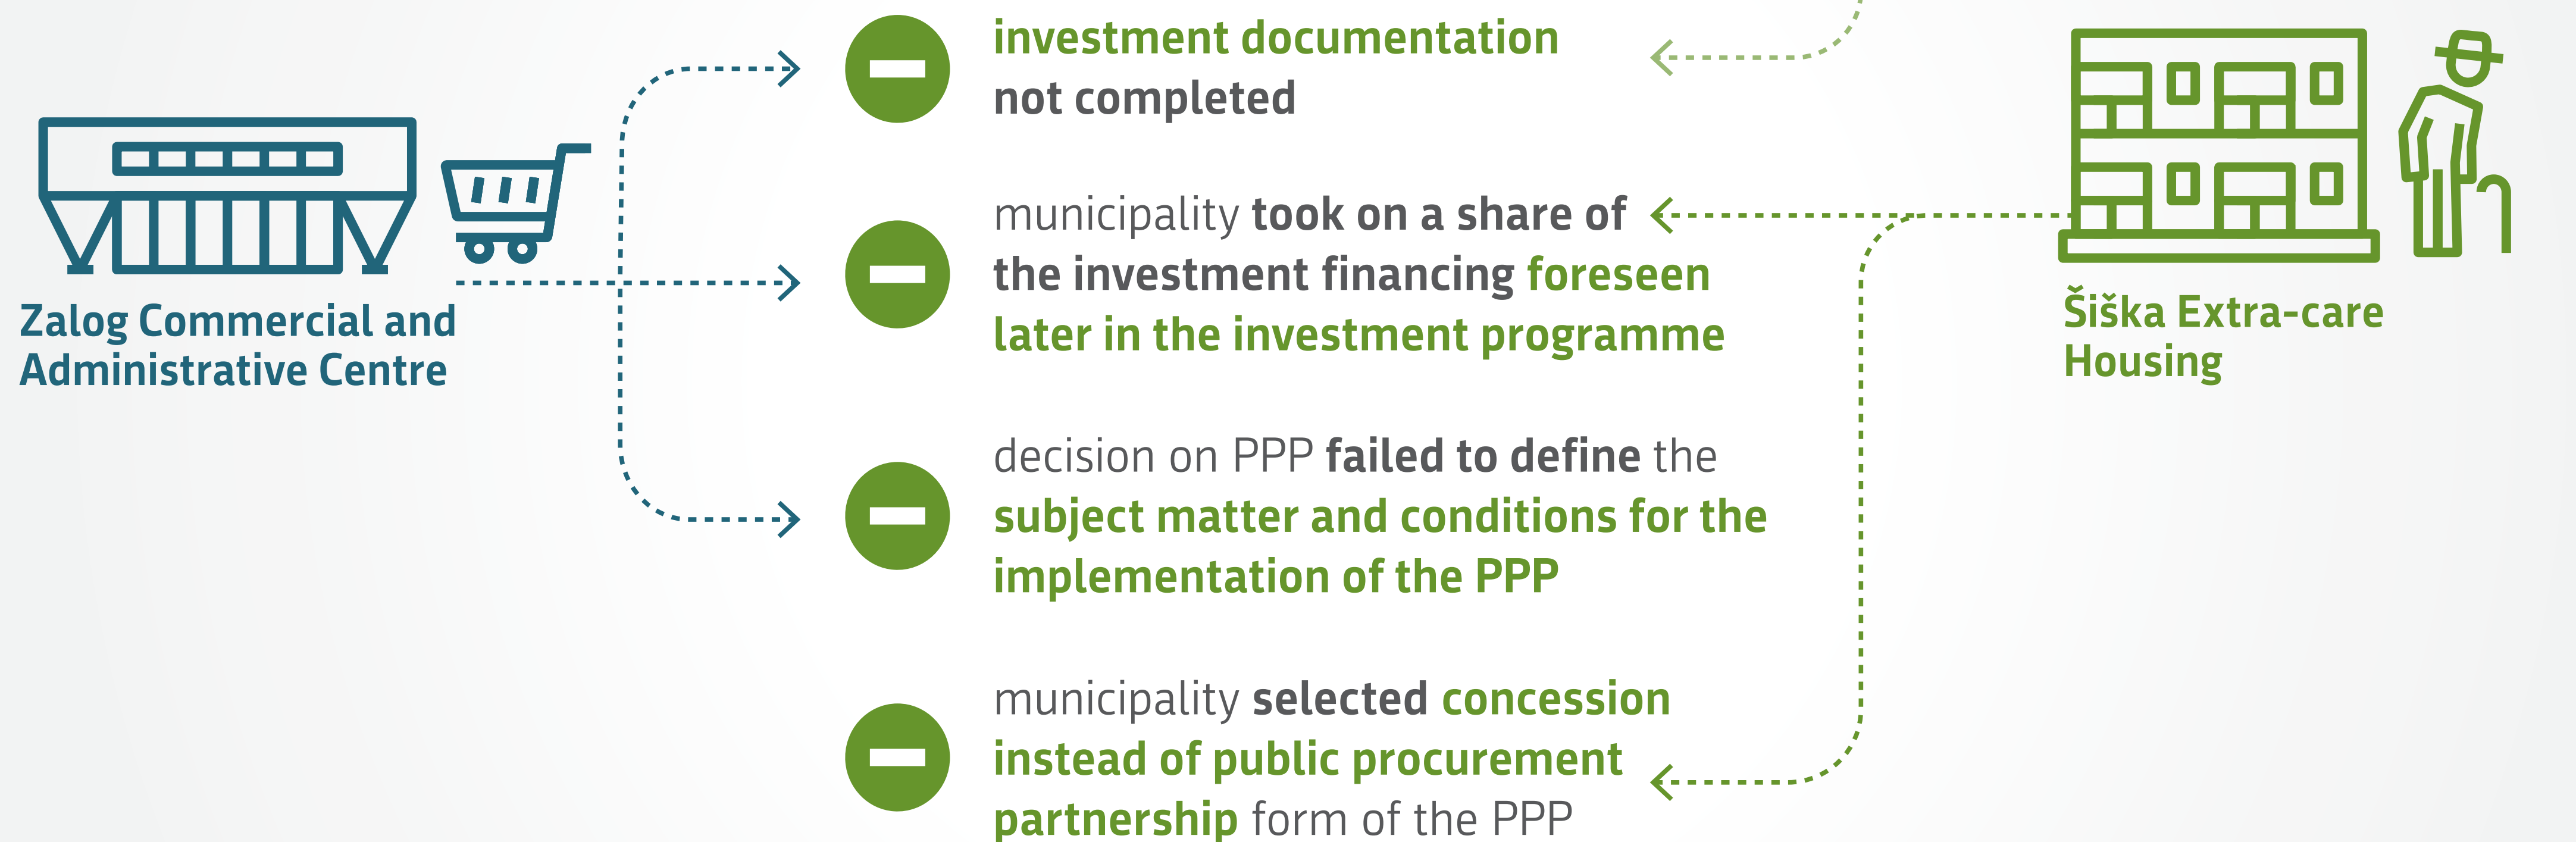 Zalog Commercial and
Administrative Centre
investment documentation
not completed
municipality took on a share of
the investment financing foreseen
later in the investment programme
decision on PPP failed to define the
subject matter and conditions for the
implementation of the PPP
municipality selected concession
instead of public procurement
partnership form of the PPP
Šiška Extra-care
Housing